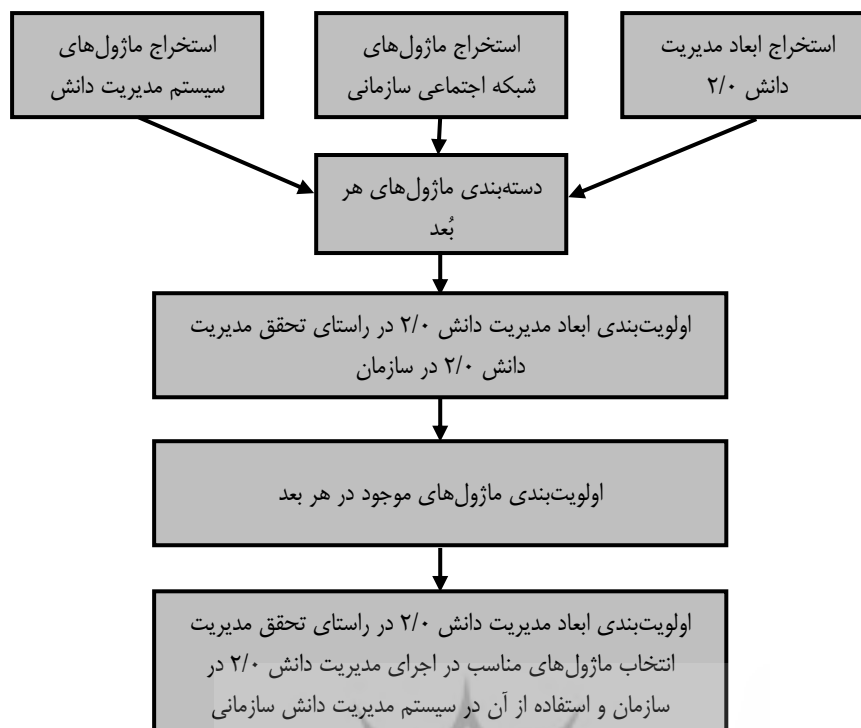 استخراج ابعاد مدیریت
دانش ۲/۰
استخراج ماژول‌های
شبکه اجتماعی سازمانی
استخراج ماژول‌های
سیستم مدیریت دانش
دسته‌بندی ماژول‌های هر
بُعد
اولویت‌بندی ابعاد مدیریت دانش ۲/۰ در راستای تحقق مدیریت
دانش ۲/۰ در سازمان
اولویت‌بندی ماژول‌های موجود در هر بعد
اولویت‌بندی ابعاد مدیریت دانش ۲/۰ در راستای تحقق مدیریت
انتخاب ماژول‌های مناسب در اجرای مدیریت دانش ۲/۰ در
سازمان و استفاده از آن در سیستم مدیریت دانش سازمانی